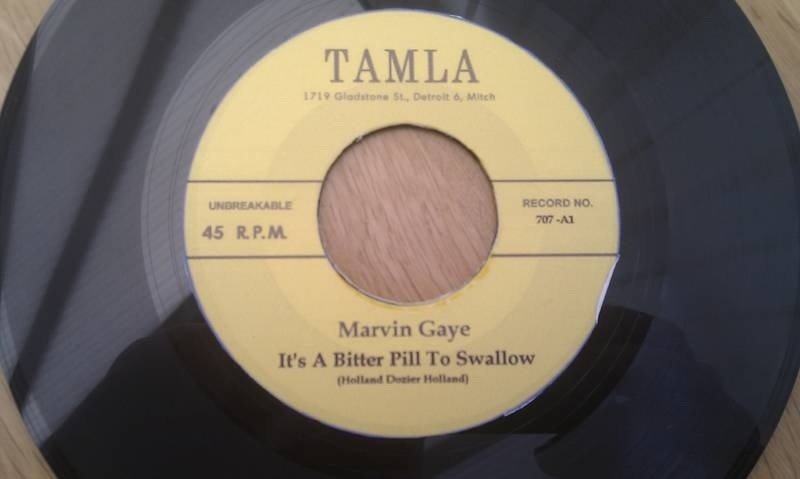 TAMLA
1719 Gladstone St., Detroit 6, Mitch
UNBREAKABLE
45 R.P.M.
RECORD NO.
707 -A1
Marvin Gaye
It's A Bitter Pill To Swallow
(Holland Dozier Holland)